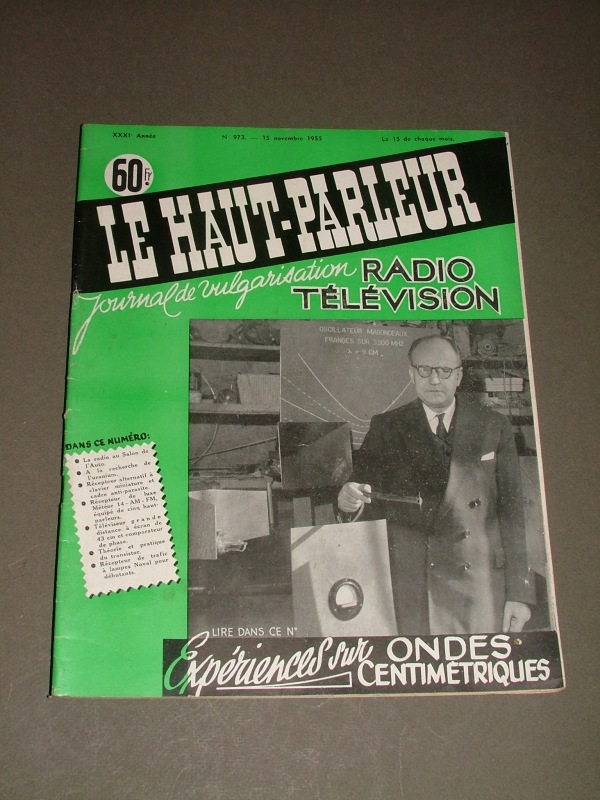 XXXIe Année
N 973. — 15 novembre 1955
Le 15 de chaque mois.
60 Fr.
LE HAUT-PARLEUR
Journal de vulgarisation RADIO
TÉLÉVISION
OSCILLATEUR
FRANGES SUR 3300 MHZ
9 CM
DANS CE NUMÉRO:
• La radio au Salon de
l'Auto.
• A la recherche de
l'uranium.
• Récepteur alternatif à
clavier miniature et
cadre anti-parasite.
• Récepteur de luxe
Météor 14 - AM - FM,
équipé de cinq haut-
parleurs.
• Téléviseur grande
distance à écran de
43 cm et comparateur
de phase.
• Théorie et pratique
du transistor.
• Récepteur de trafic
à lampes Noval pour
débutants.
LIRE DANS CE N°
Expériences sur ONDES
CENTIMÉTRIQUES